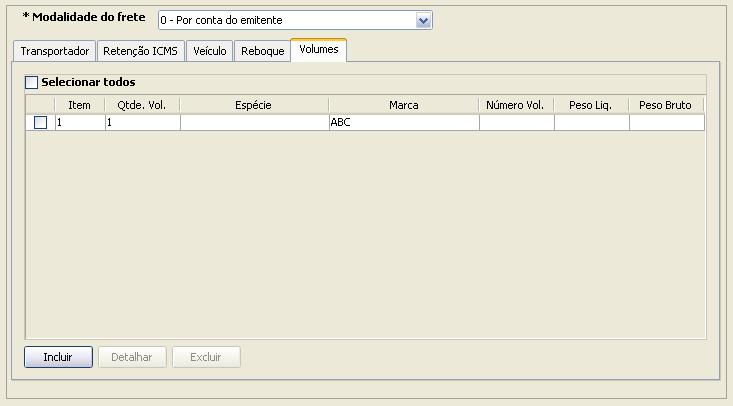 * Modalidade do frete 0 - Por conta do emitente
Transportador Retenção ICMS Veículo Reboque Volumes
Selecionar todos
Item Qtde. Vol. Espécie Marca Número Vol. Peso Liq. Peso Bruto
1 1 ABC
Incluir Detalhar Excluir